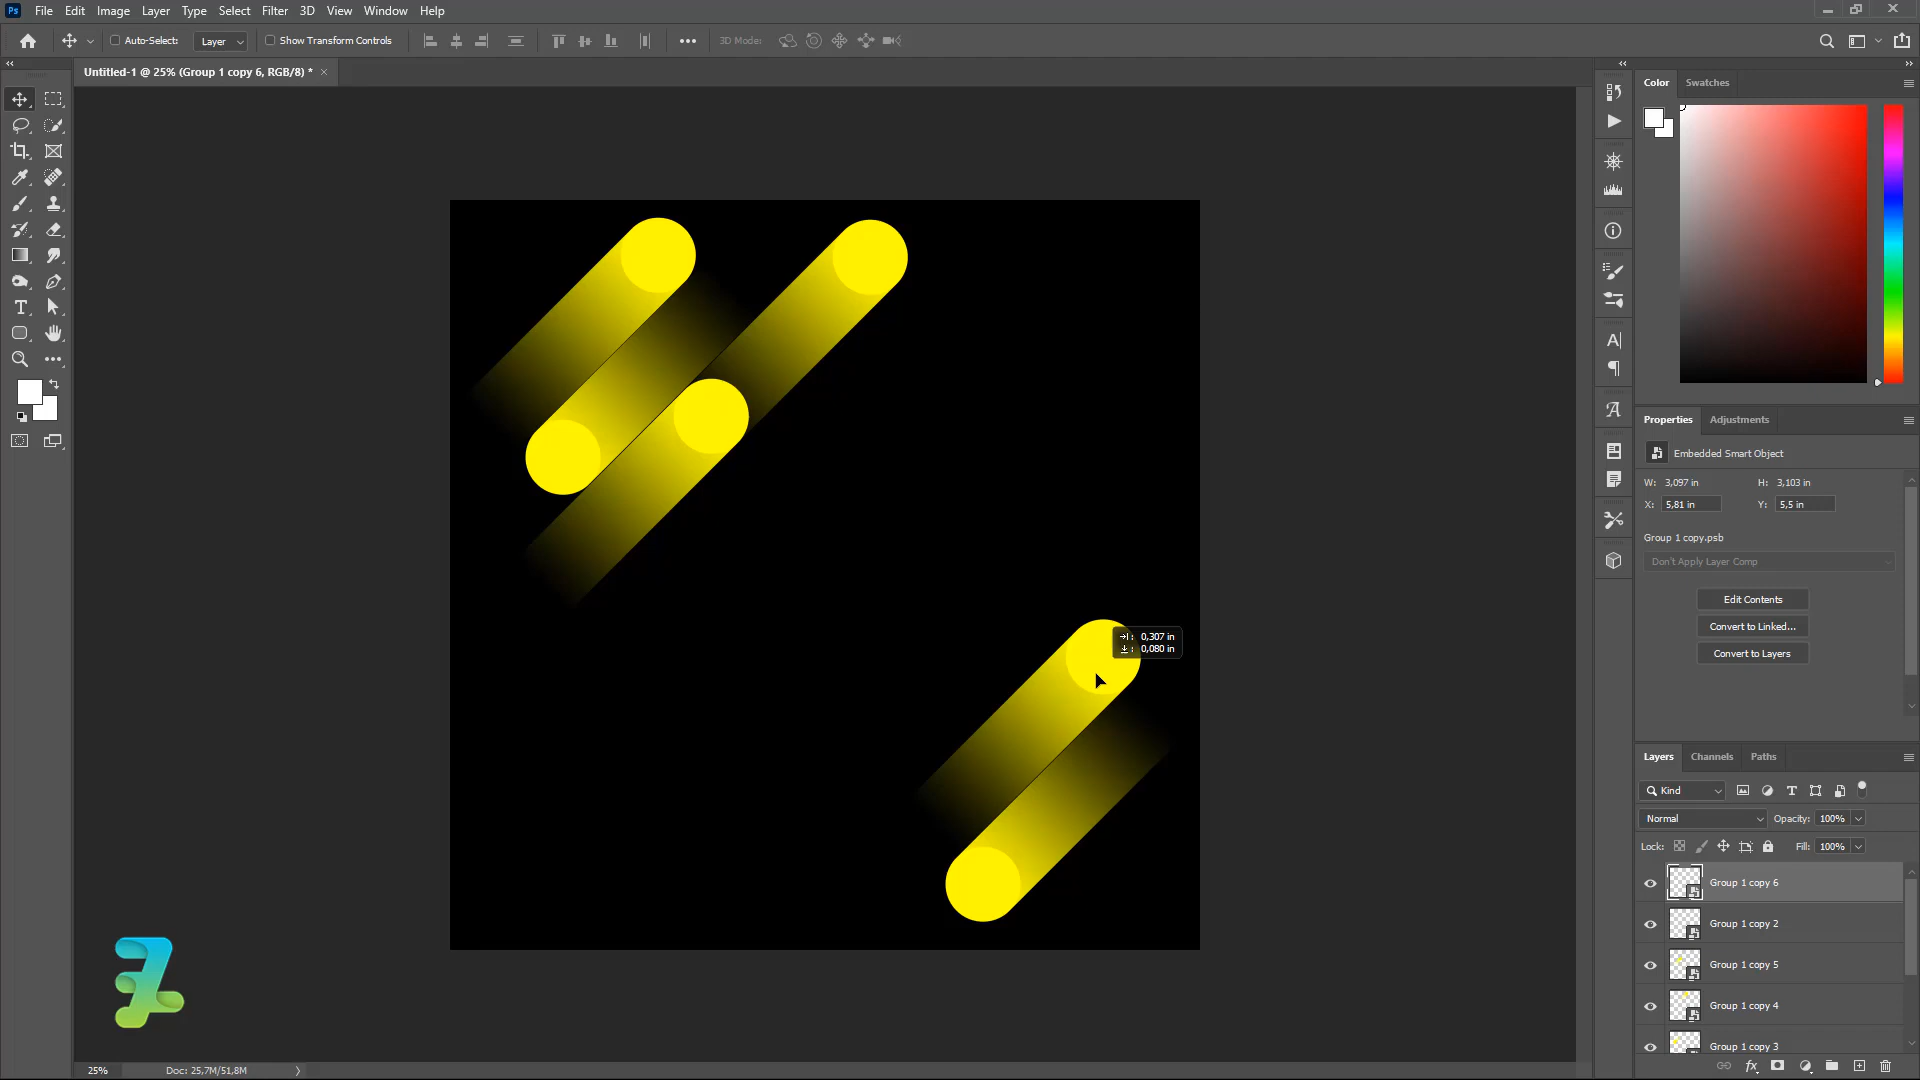 Ps File Edit Image Layer Type Select Filter 3D View Window Help
Auto-Select: Layer Show Transform Controls 3D Mode:
Untitled-1 @ 25% (Group 1 copy 6, RGB/8) *
Color Swatches
Properties Adjustments
Embedded Smart Object
W: 3,097 in H: 3,103 in
X: 5,81 in Y: 5,5 in
Group 1 copy.psb
Don't Apply Layer Comp
Edit Contents
Convert to Linked...
Convert to Layers
0,307 in
0,080 in
Layers Channels Paths
Kind
Normal Opacity: 100%
Lock: Fill: 100%
Group 1 copy 6
Group 1 copy 2
Group 1 copy 5
Group 1 copy 4
Group 1 copy 3
25% Doc: 25,7M/51,8M